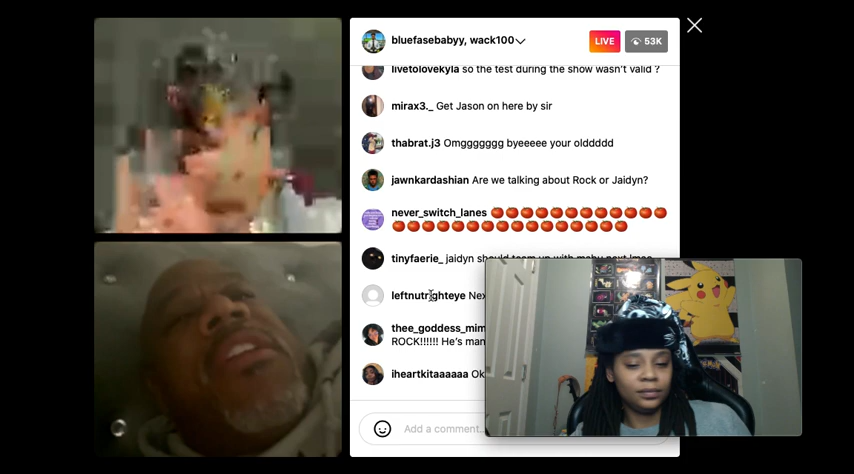 bluefasebabyy, wack100
LIVE
53K
livetolovekyla so the test during the show wasn't valid ?
mirax3._ Get Jason on here by sir
thabrat.j3 Omggggggg byeeeee your olddddd
jawnkardashian Are we talking about Rock or Jaidyn?
never_switch_lanes
tinyfaerie_ jaidyn should team up with
leftnutrighteye
thee_goddess_mim
ROCK!!!!!! He's man
iheartkitaaaaaa
Add a comment...